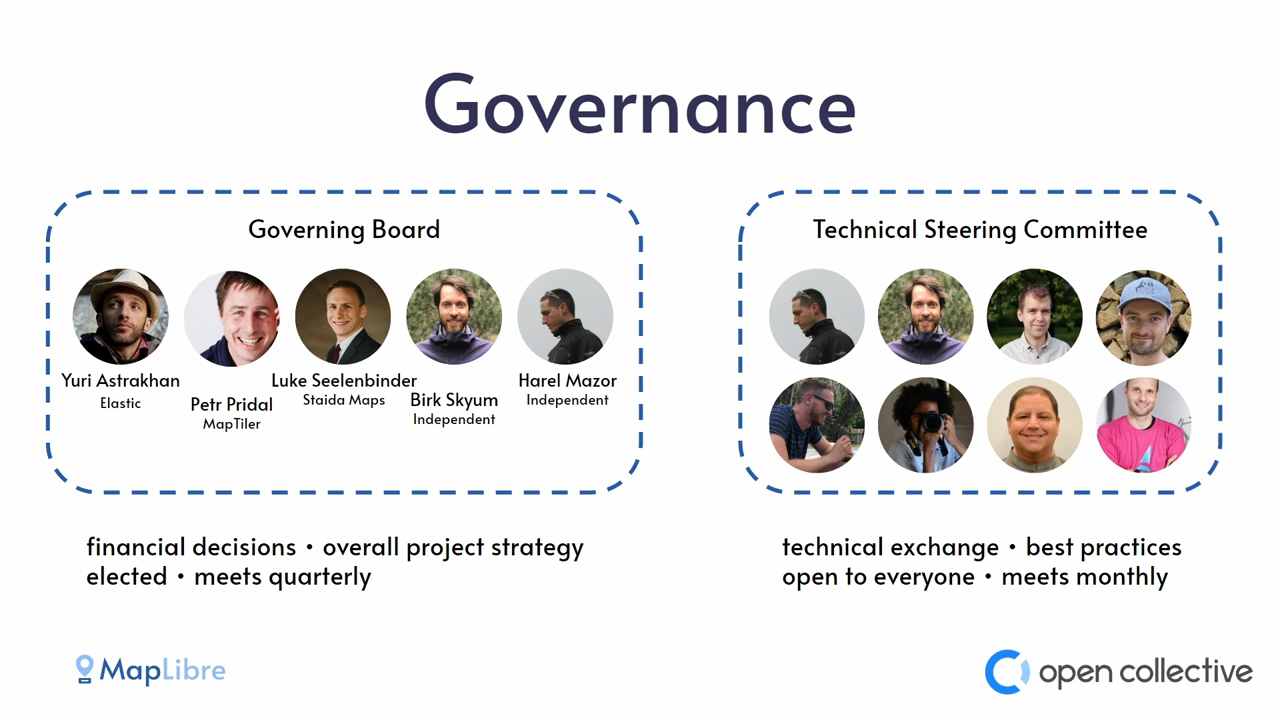 Governance
Governing Board
Yuri Astrakhan
Elastic
Petr Pridal
MapTiler
Luke Seelenbinder
Staida Maps
Birk Skyum
Independent
Harel Mazor
Independent
financial decisions • overall project strategy
elected • meets quarterly
Technical Steering Committee
technical exchange • best practices
open to everyone • meets monthly
MapLibre
open collective